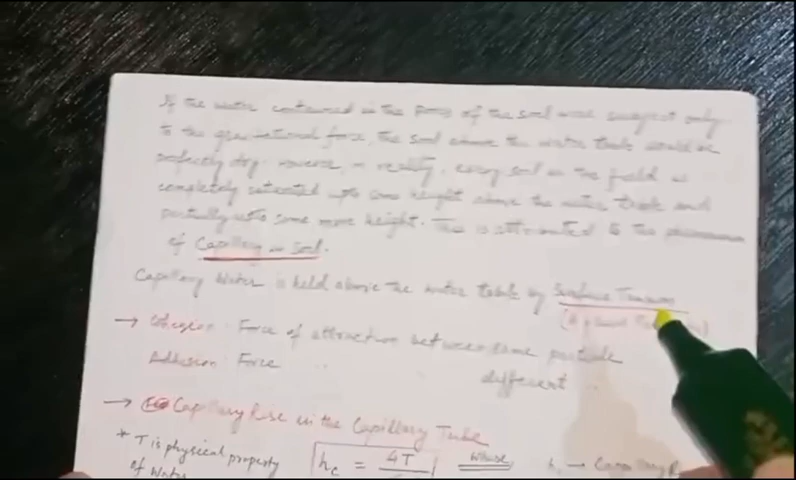 If the water contained in the pores of the soil were subject only
to the gravitational force, the soil above the water table would be
perfectly dry. However, in reality, every soil in the field is
completely saturated upto some height above the water table and
partially upto some more height. This is attributed to the phenomenon
of Capillary in Soil.
Capillary Water is held above the water table by Surface Tension
→ Cohesion : Force of attraction between same particle
Adhesion Force " different "
→ Capillary Rise in the Capillary Tube
* T is physical property
of Water
hc = 4T
where
hc → Capillary R